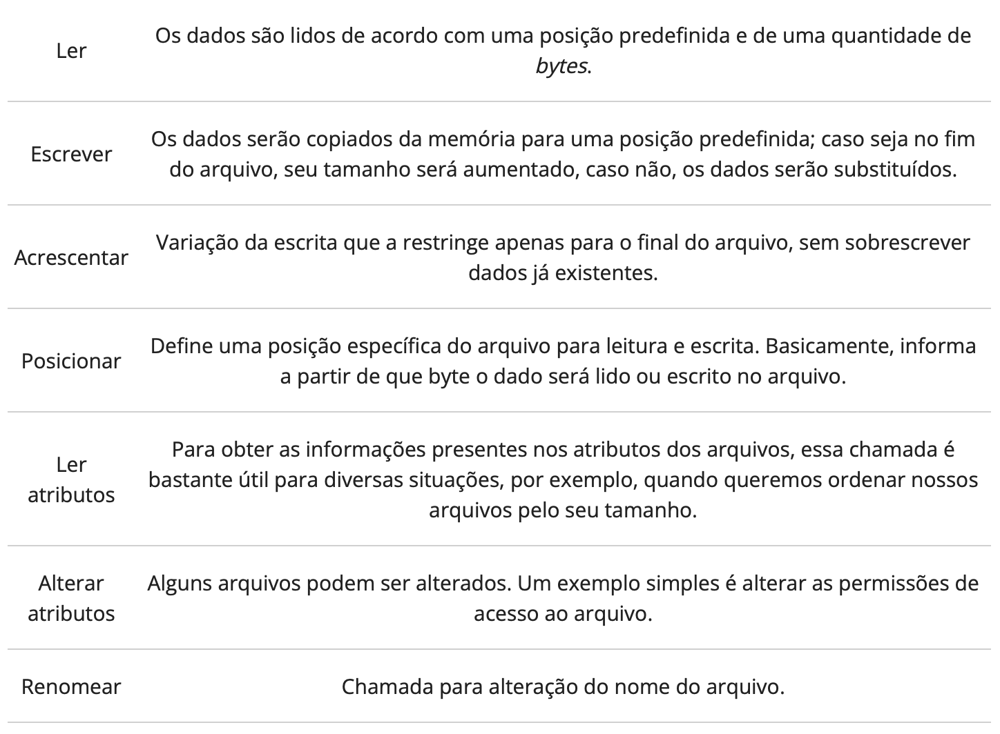 Ler
Os dados são lidos de acordo com uma posição predefinida e de uma quantidade de
bytes.
Escrever
Os dados serão copiados da memória para uma posição predefinida; caso seja no fim
do arquivo, seu tamanho será aumentado, caso não, os dados serão substituídos.
Acrescentar
Variação da escrita que a restringe apenas para o final do arquivo, sem sobrescrever
dados já existentes.
Posicionar
Define uma posição específica do arquivo para leitura e escrita. Basicamente, informa
a partir de que byte o dado será lido ou escrito no arquivo.
Ler
atributos
Para obter as informações presentes nos atributos dos arquivos, essa chamada é
bastante útil para diversas situações, por exemplo, quando queremos ordenar nossos
arquivos pelo seu tamanho.
Alterar
atributos
Alguns arquivos podem ser alterados. Um exemplo simples é alterar as permissões de
acesso ao arquivo.
Renomear
Chamada para alteração do nome do arquivo.